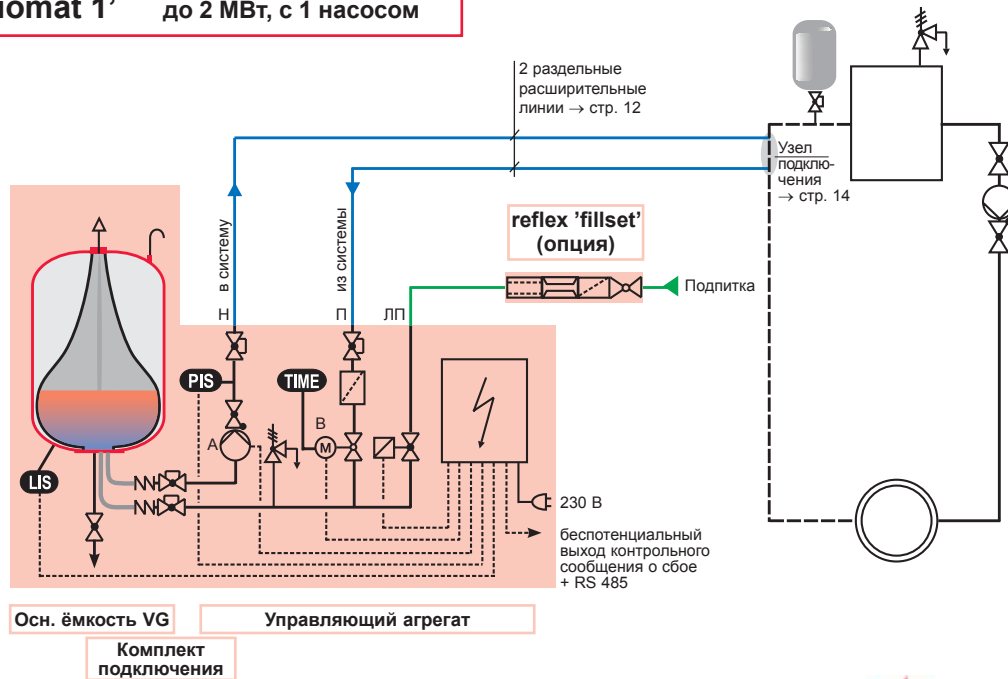 до 2 МВт, с 1 насосом
2 раздельные
расширительные
линии → стр. 12
Узел
подклю-
чения
→ стр. 14
reflex 'fillset'
(опция)
Подпитка
в систему
из системы
Н
П
ЛП
PIS
TIME
A
B
M
LIS
230 В
беспотенциальный
выход контрольного
сообщения о сбое
+ RS 485
Осн. ёмкость VG
Управляющий агрегат
Комплект
подключения